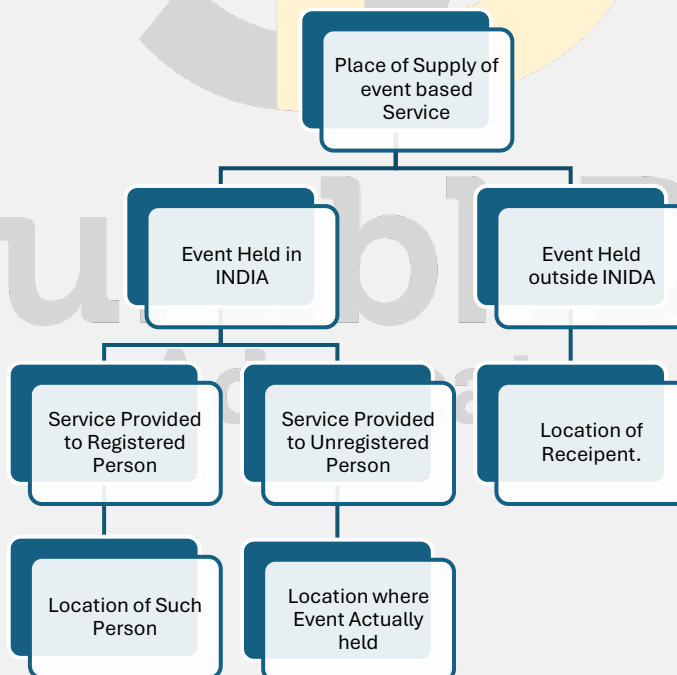 Place of Supply of
event based
Service
Event Held in
INDIA
Event Held
outside INIDA
Service Provided
to Registered
Person
Service Provided
to Unregistered
Person
Location of
Receipent.
Location of Such
Person
Location where
Event Actually
held